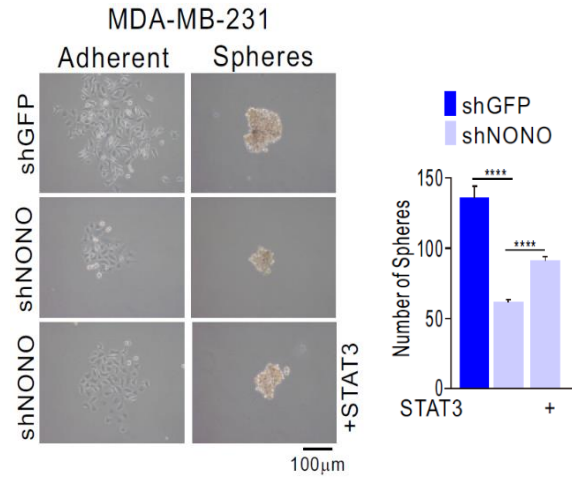 MDA-MB-231
Adherent Spheres
shGFP
shNONO
shNONO
+STAT3
100μm
shGFP
shNONO
Number of Spheres
150
100
50
0
****
****
STAT3 +